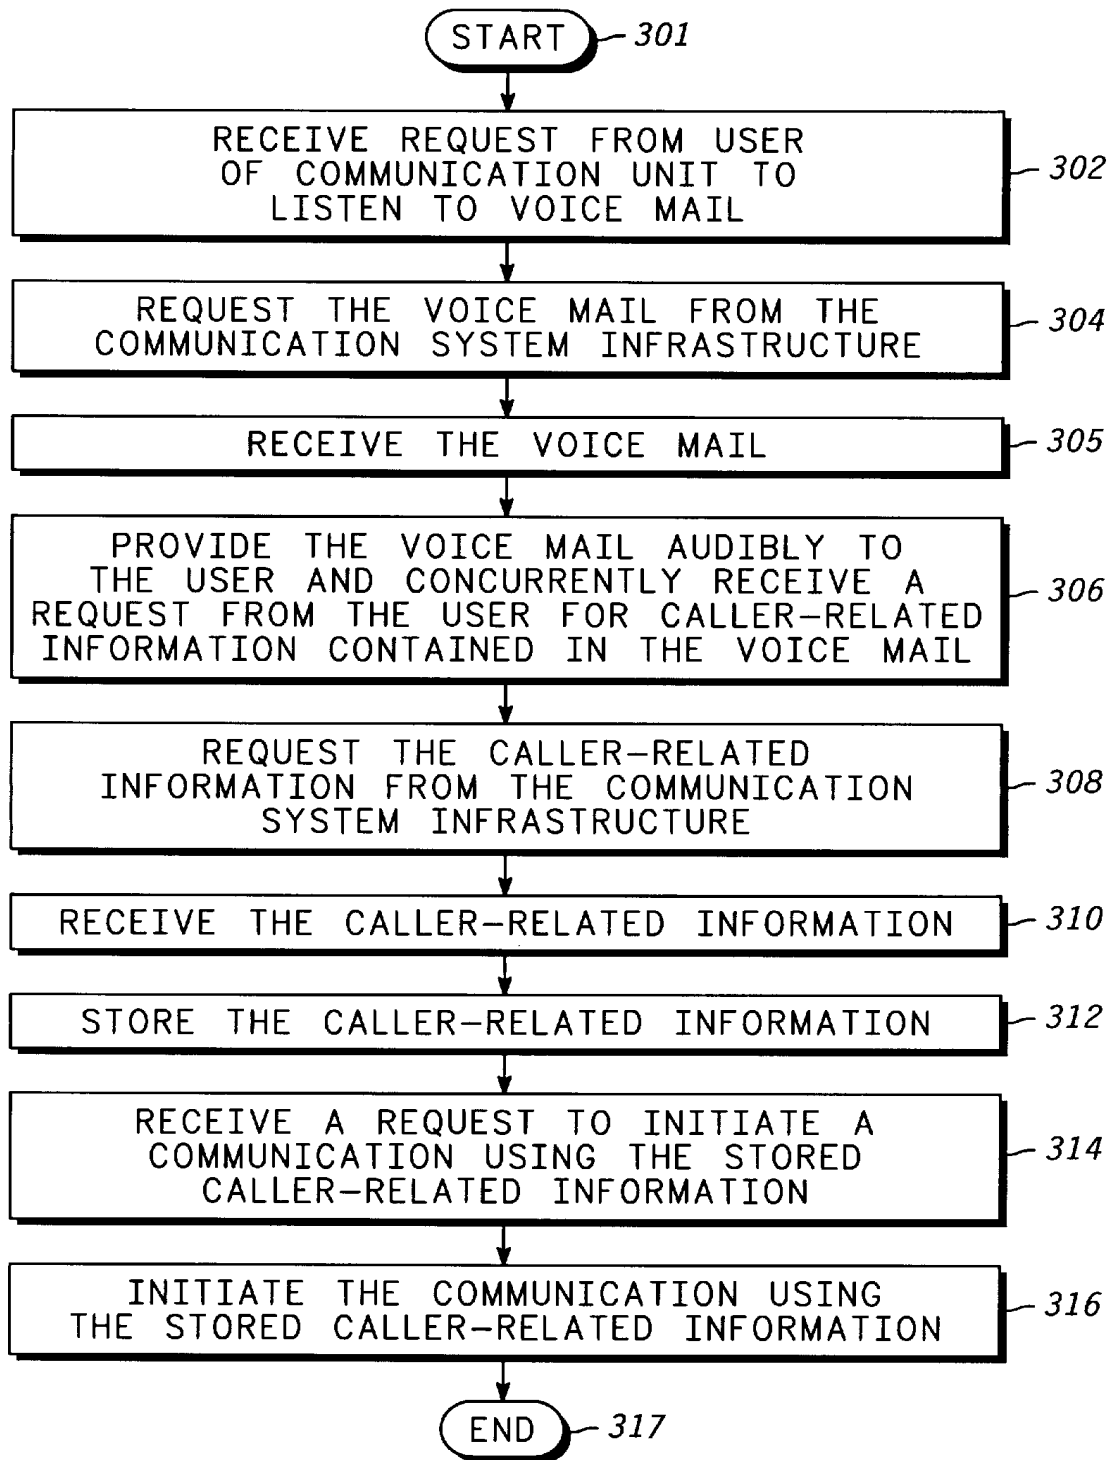 START
301
RECEIVE REQUEST FROM USER
OF COMMUNICATION UNIT TO
LISTEN TO VOICE MAIL
302
REQUEST THE VOICE MAIL FROM THE
COMMUNICATION SYSTEM INFRASTRUCTURE
304
RECEIVE THE VOICE MAIL
305
PROVIDE THE VOICE MAIL AUDIBLY TO
THE USER AND CONCURRENTLY RECEIVE A
REQUEST FROM THE USER FOR CALLER-RELATED
INFORMATION CONTAINED IN THE VOICE MAIL
306
REQUEST THE CALLER-RELATED
INFORMATION FROM THE COMMUNICATION
SYSTEM INFRASTRUCTURE
308
RECEIVE THE CALLER-RELATED INFORMATION
310
STORE THE CALLER-RELATED INFORMATION
312
RECEIVE A REQUEST TO INITIATE A
COMMUNICATION USING THE STORED
CALLER-RELATED INFORMATION
314
INITIATE THE COMMUNICATION USING
THE STORED CALLER-RELATED INFORMATION
316
END
317